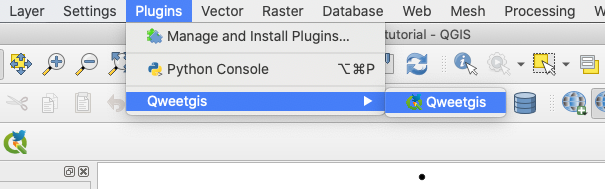 Layer Settings Plugins Vector Raster Database Web Mesh Processing W
Manage and Install Plugins... tutorial - QGIS
Python Console ⌥⌘P
Qweetgis Qweetgis